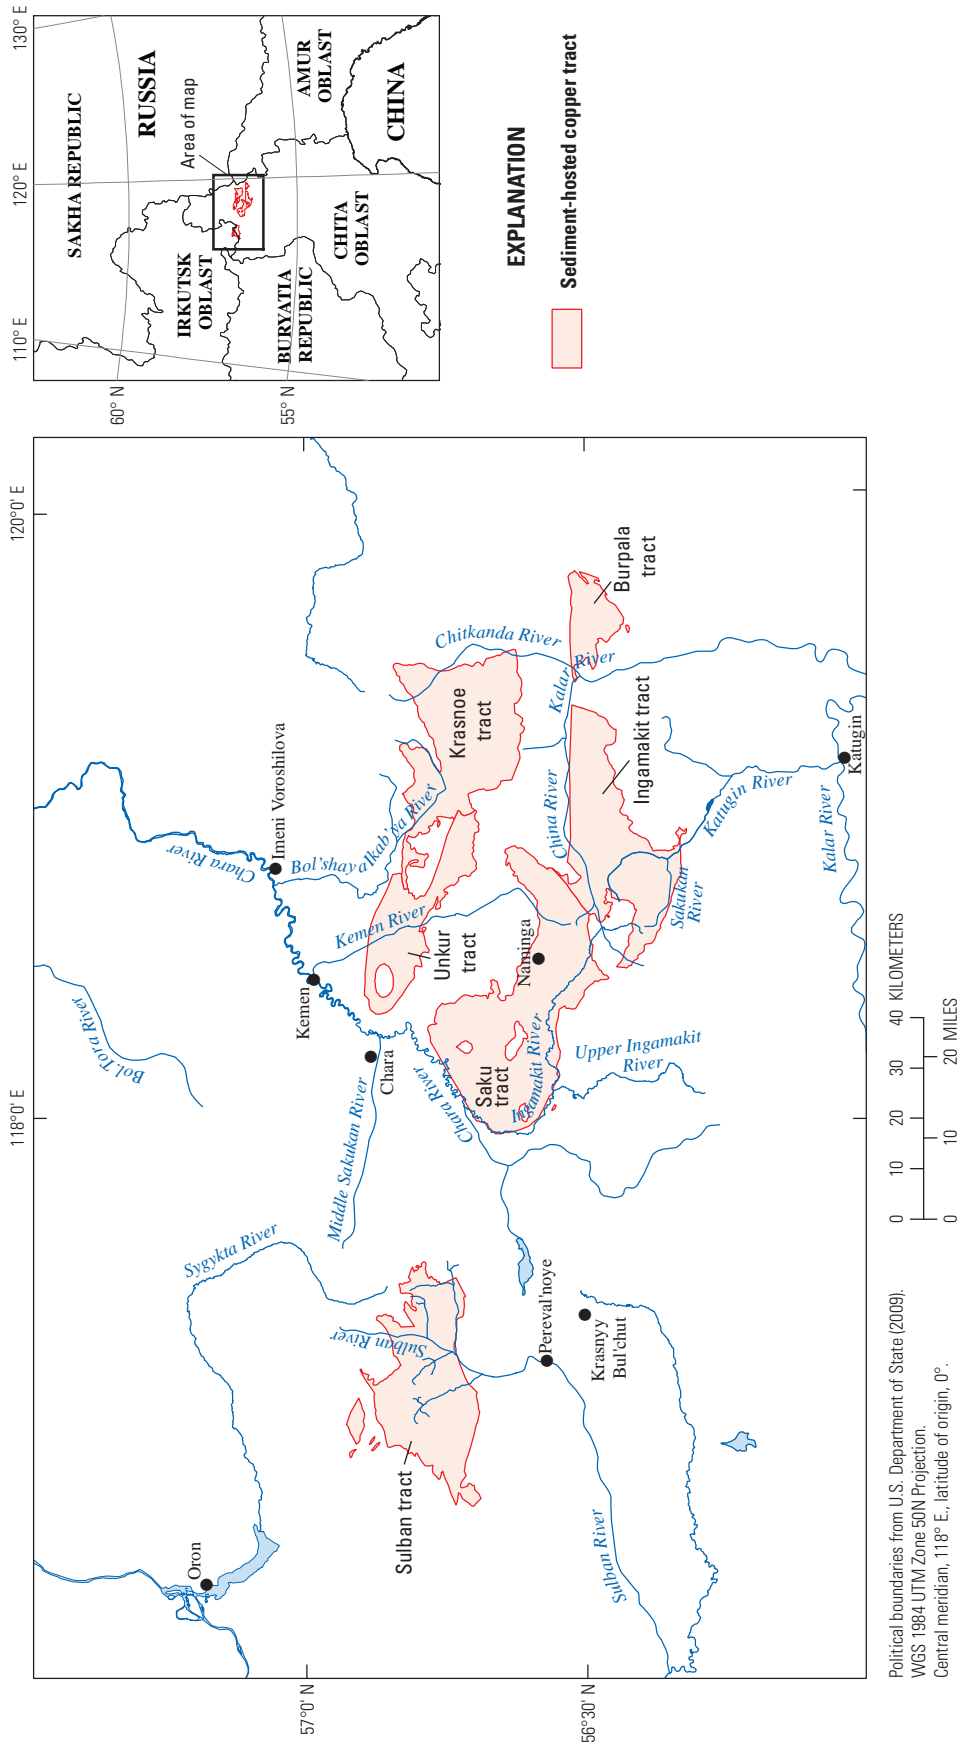 118°0' E
120°0' E
57°0' N
56°30' N
Oron
Sygykta River
Bol.Tora River
Chara River
Imeni Voroshilova
Kemen
Bol'shaya Ikab'ya River
Middle Sakukan River
Chara
Kemen River
Chara River
Sulban River
Sulban tract
Unkur
tract
Krasnoe
tract
Chitkanda River
Saku
tract
Naminga
Ingamakit River
China River
Kalar River
Burpala
tract
Ingamakit tract
Pereval'noye
Krasnyy
Bul'chut
Upper Ingamakit
River
Sakukan
River
Katugin River
Sulban River
Kalar River
Katugin
Political boundaries from U.S. Department of State (2009).
WGS 1984 UTM Zone 50N Projection.
Central meridian, 118° E., latitude of origin, 0°.
0 10 20 30 40 KILOMETERS
0 10 20 MILES
110° E
120° E
130° E
60° N
55° N
SAKHA REPUBLIC
RUSSIA
IRKUTSK
OBLAST
Area of map
AMUR
OBLAST
BURYATIA
REPUBLIC
CHITA
OBLAST
CHINA
EXPLANATION
Sediment-hosted copper tract